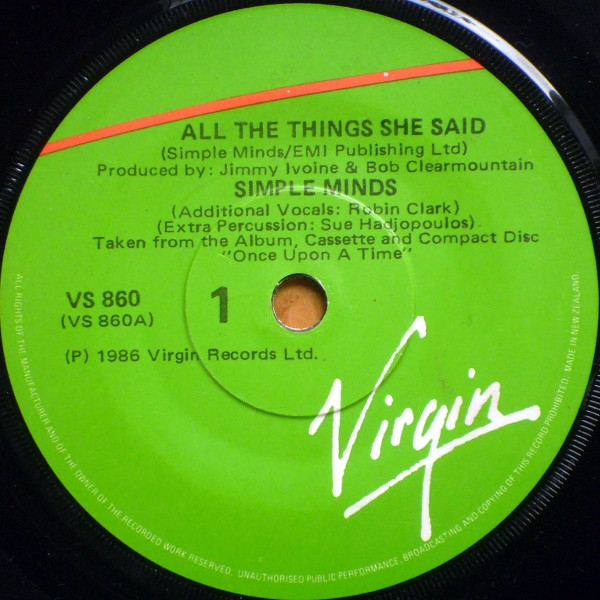 ALL THE THINGS SHE SAID
(Simple Minds/EMI Publishing Ltd)
Produced by: Jimmy Ivoine & Bob Clearmountain
SIMPLE MINDS
(Additional Vocals: Robin Clark)
(Extra Percussion: Sue Hadjopoulos)
Taken from the Album, Cassette and Compact Disc
"Once Upon A Time"
VS 860
(VS 860A)
1
(P) 1986 Virgin Records Ltd.
Virgin
ALL RIGHTS OF THE MANUFACTURER AND OF THE OWNER OF THE RECORDED WORK RESERVED. UNAUTHORISED PUBLIC PERFORMANCE, BROADCASTING AND COPYING OF THIS RECORD PROHIBITED. MADE IN NEW ZEALAND.